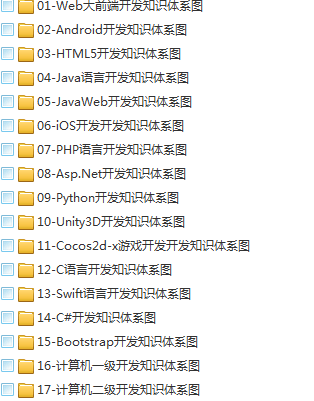 01-Web大前端开发知识体系图
02-Android开发知识体系图
03-HTML5开发知识体系图
04-Java语言开发知识体系图
05-JavaWeb开发知识体系图
06-iOS开发开发知识体系图
07-PHP语言开发知识体系图
08-Asp.Net开发知识体系图
09-Python开发知识体系图
10-Unity3D开发知识体系图
11-Cocos2d-x游戏开发开发知识体系图
12-C语言开发知识体系图
13-Swift语言开发知识体系图
14-C#开发知识体系图
15-Bootstrap开发知识体系图
16-计算机一级开发知识体系图
17-计算机二级开发知识体系图